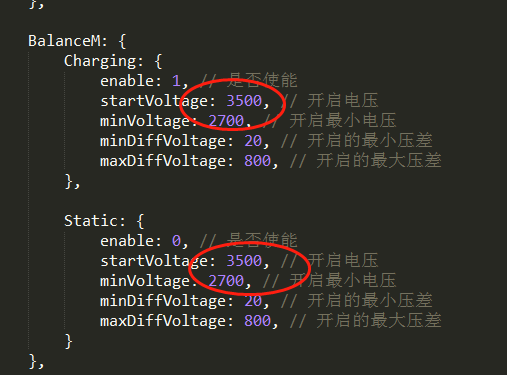 },
BalanceM: {
Charging: {
enable: 1, // 是否使能
startVoltage: 3500, // 开启电压
minVoltage: 2700, // 开启最小电压
minDiffVoltage: 20, // 开启的最小压差
maxDiffVoltage: 800, // 开启的最大压差
},
Static: {
enable: 0, // 是否使能
startVoltage: 3500, // 开启电压
minVoltage: 2700, // 开启最小电压
minDiffVoltage: 20, // 开启的最小压差
maxDiffVoltage: 800, // 开启的最大压差
}
},